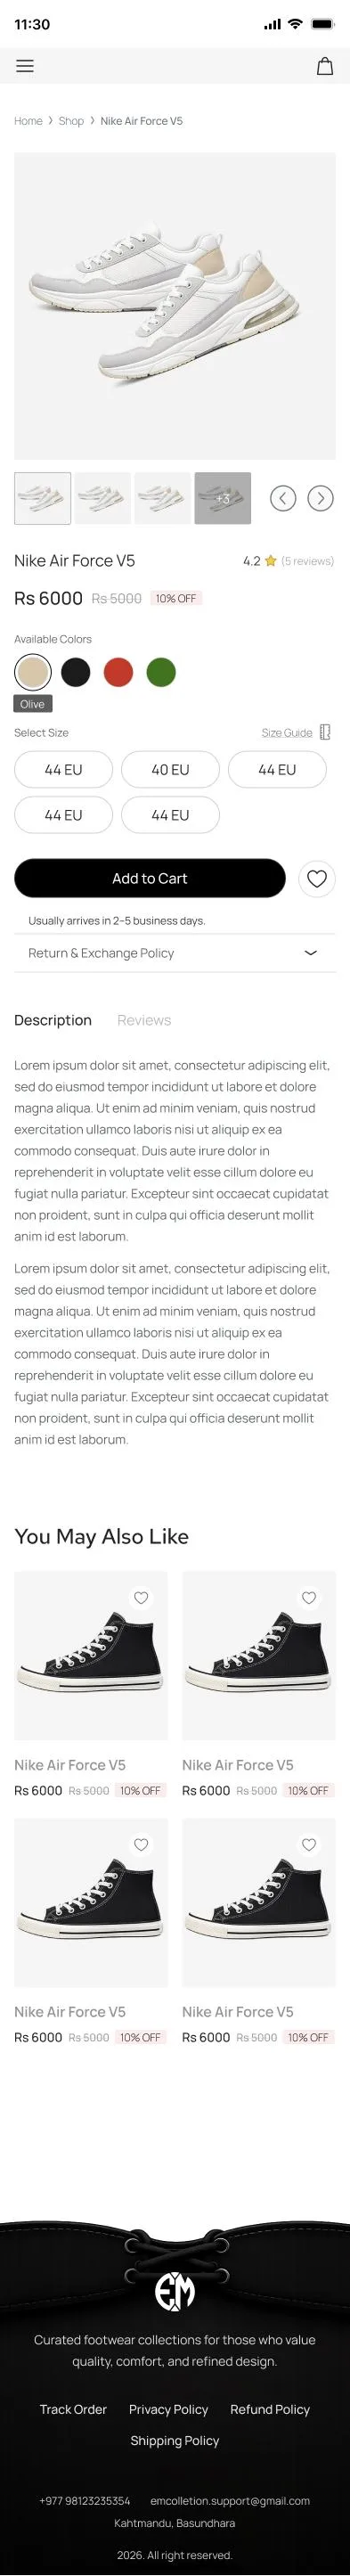 11:30
Home > Shop > Nike Air Force V5
+3
Nike Air Force V5 4.2 (5 reviews)
Rs 6000 Rs 5000 10% OFF
Available Colors
Olive
Select Size Size Guide
44 EU 40 EU 44 EU
44 EU 44 EU
Add to Cart
Usually arrives in 2–5 business days.
Return & Exchange Policy
Description Reviews
Lorem ipsum dolor sit amet, consectetur adipiscing elit,
sed do eiusmod tempor incididunt ut labore et dolore
magna aliqua. Ut enim ad minim veniam, quis nostrud
exercitation ullamco laboris nisi ut aliquip ex ea
commodo consequat. Duis aute irure dolor in
reprehenderit in voluptate velit esse cillum dolore eu
fugiat nulla pariatur. Excepteur sint occaecat cupidatat
non proident, sunt in culpa qui officia deserunt mollit
anim id est laborum.
Lorem ipsum dolor sit amet, consectetur adipiscing elit,
sed do eiusmod tempor incididunt ut labore et dolore
magna aliqua. Ut enim ad minim veniam, quis nostrud
exercitation ullamco laboris nisi ut aliquip ex ea
commodo consequat. Duis aute irure dolor in
reprehenderit in voluptate velit esse cillum dolore eu
fugiat nulla pariatur. Excepteur sint occaecat cupidatat
non proident, sunt in culpa qui officia deserunt mollit
anim id est laborum.
You May Also Like
Nike Air Force V5 Nike Air Force V5
Rs 6000 Rs 5000 10% OFF Rs 6000 Rs 5000 10% OFF
Nike Air Force V5 Nike Air Force V5
Rs 6000 Rs 5000 10% OFF Rs 6000 Rs 5000 10% OFF
EM
Curated footwear collections for those who value
quality, comfort, and refined design.
Track Order Privacy Policy Refund Policy
Shipping Policy
+977 98123235354 emcolletion.support@gmail.com
Kahtmandu, Basundhara
2026. All right reserved.